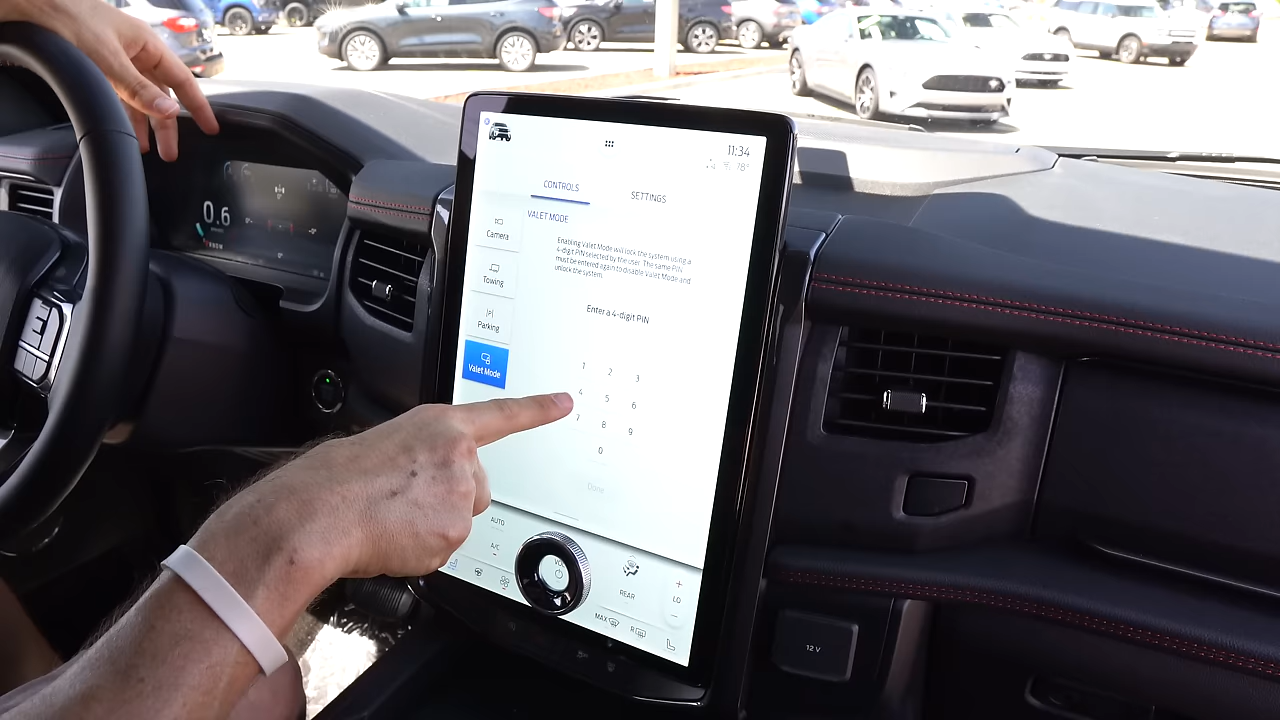 11:34
78°
CONTROLS
SETTINGS
VALET MODE
Camera
Enabling Valet Mode will lock the system using a
4-digit PIN selected by the user. The same PIN
must be entered again to disable Valet Mode and
unlock the system.
Towing
Enter a 4-digit PIN
Parking
Valet Mode
1 2 3
4 5 6
7 8 9
0
Done
0.6
AUTO
A/C
VOL
REAR
LO
MAX
R
12 V